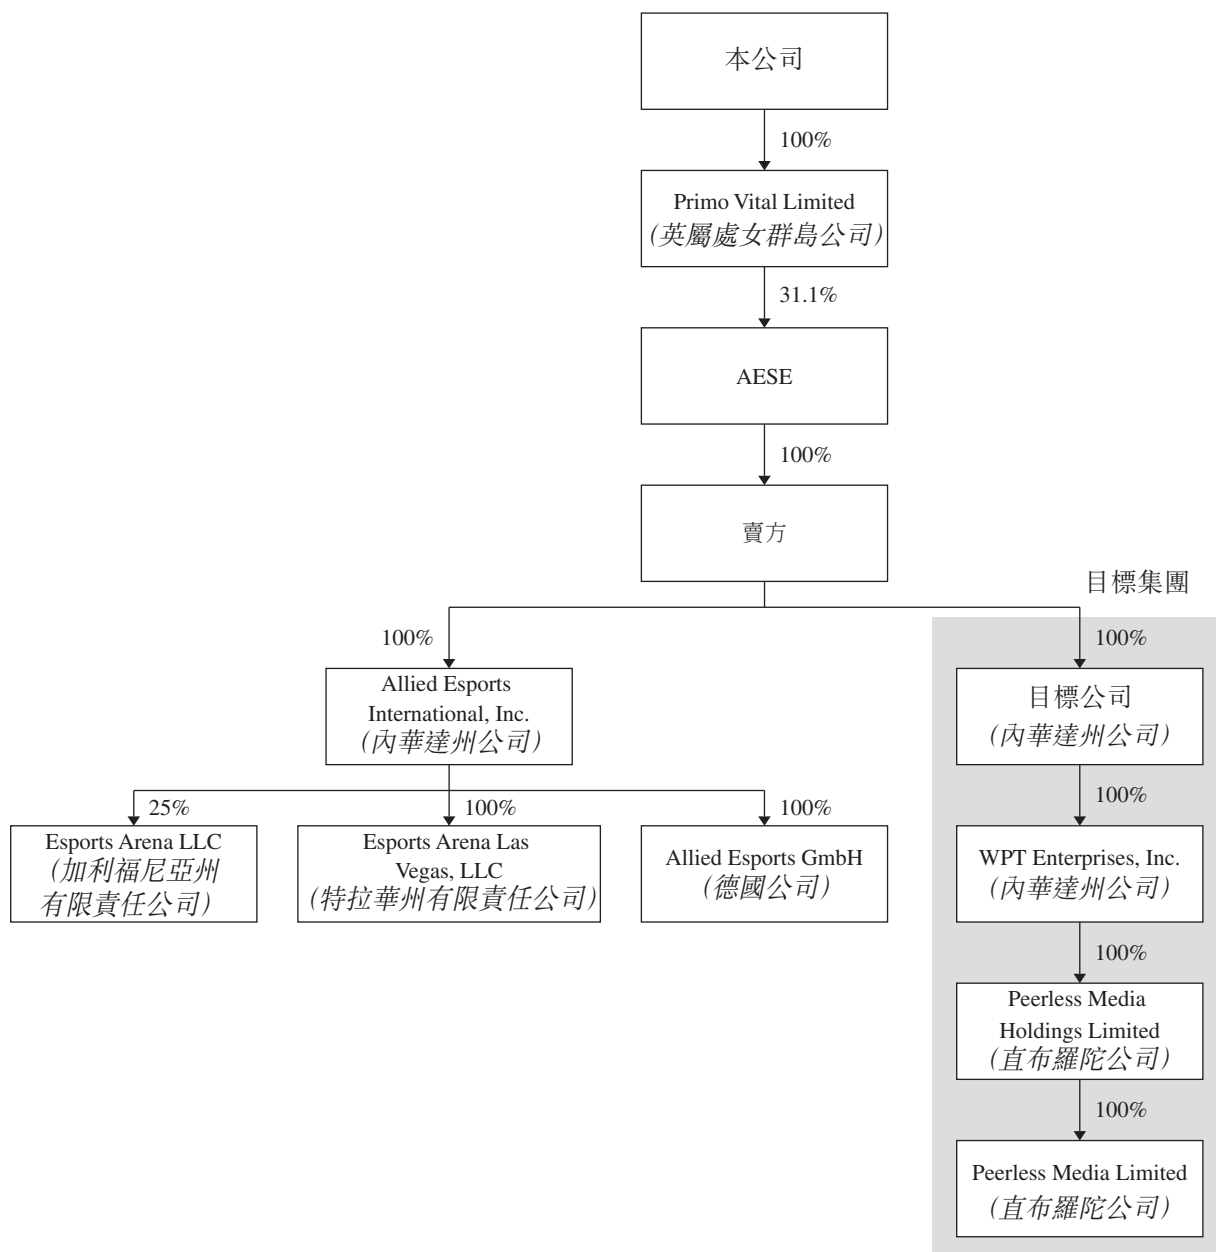 本公司
100%
Primo Vital Limited
(英屬處女群島公司)
31.1%
AESE
100%
賣方
目標集團
100%
100%
Allied Esports
International, Inc.
(內華達州公司)
目標公司
(內華達州公司)
25%
100%
100%
100%
Esports Arena LLC
(加利福尼亞州
有限責任公司)
Esports Arena Las
Vegas, LLC
(特拉華州有限責任公司)
Allied Esports GmbH
(德國公司)
WPT Enterprises, Inc.
(內華達州公司)
100%
Peerless Media
Holdings Limited
(直布羅陀公司)
100%
Peerless Media Limited
(直布羅陀公司)